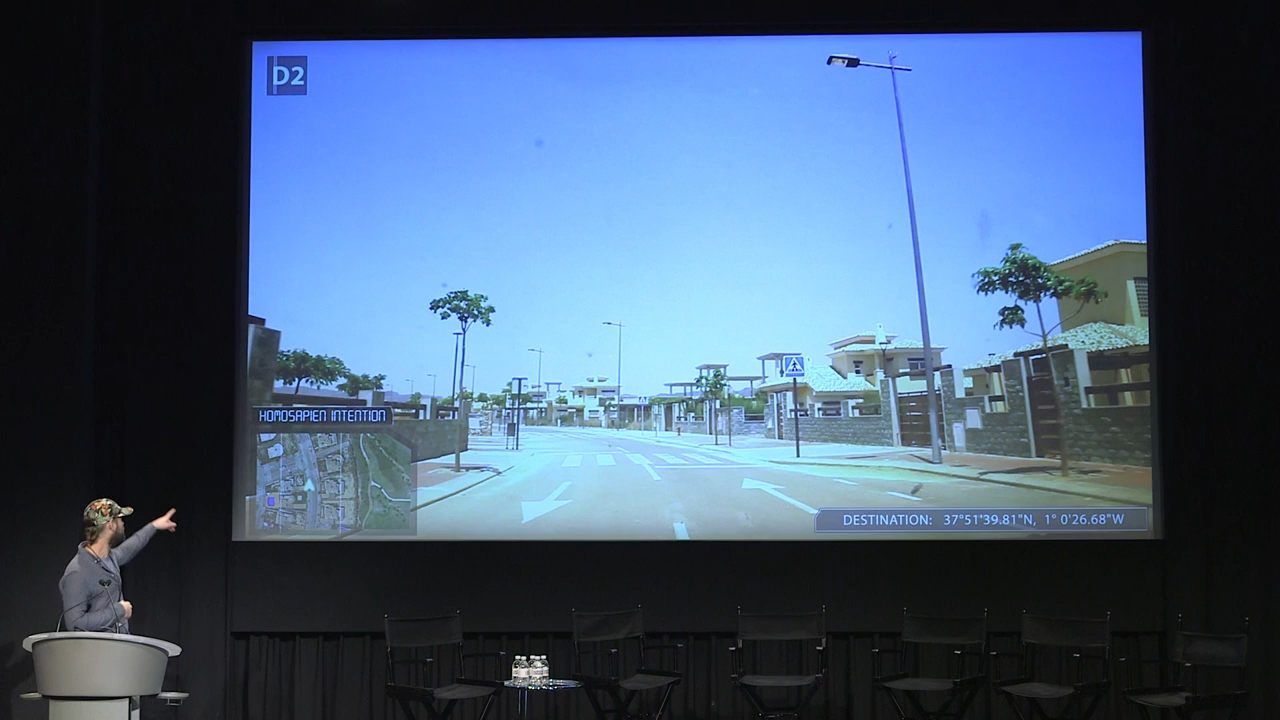 D2
HOMOSAPIEN INTENTION
DESTINATION: 37°51'39.81"N, 1° 0'26.68"W